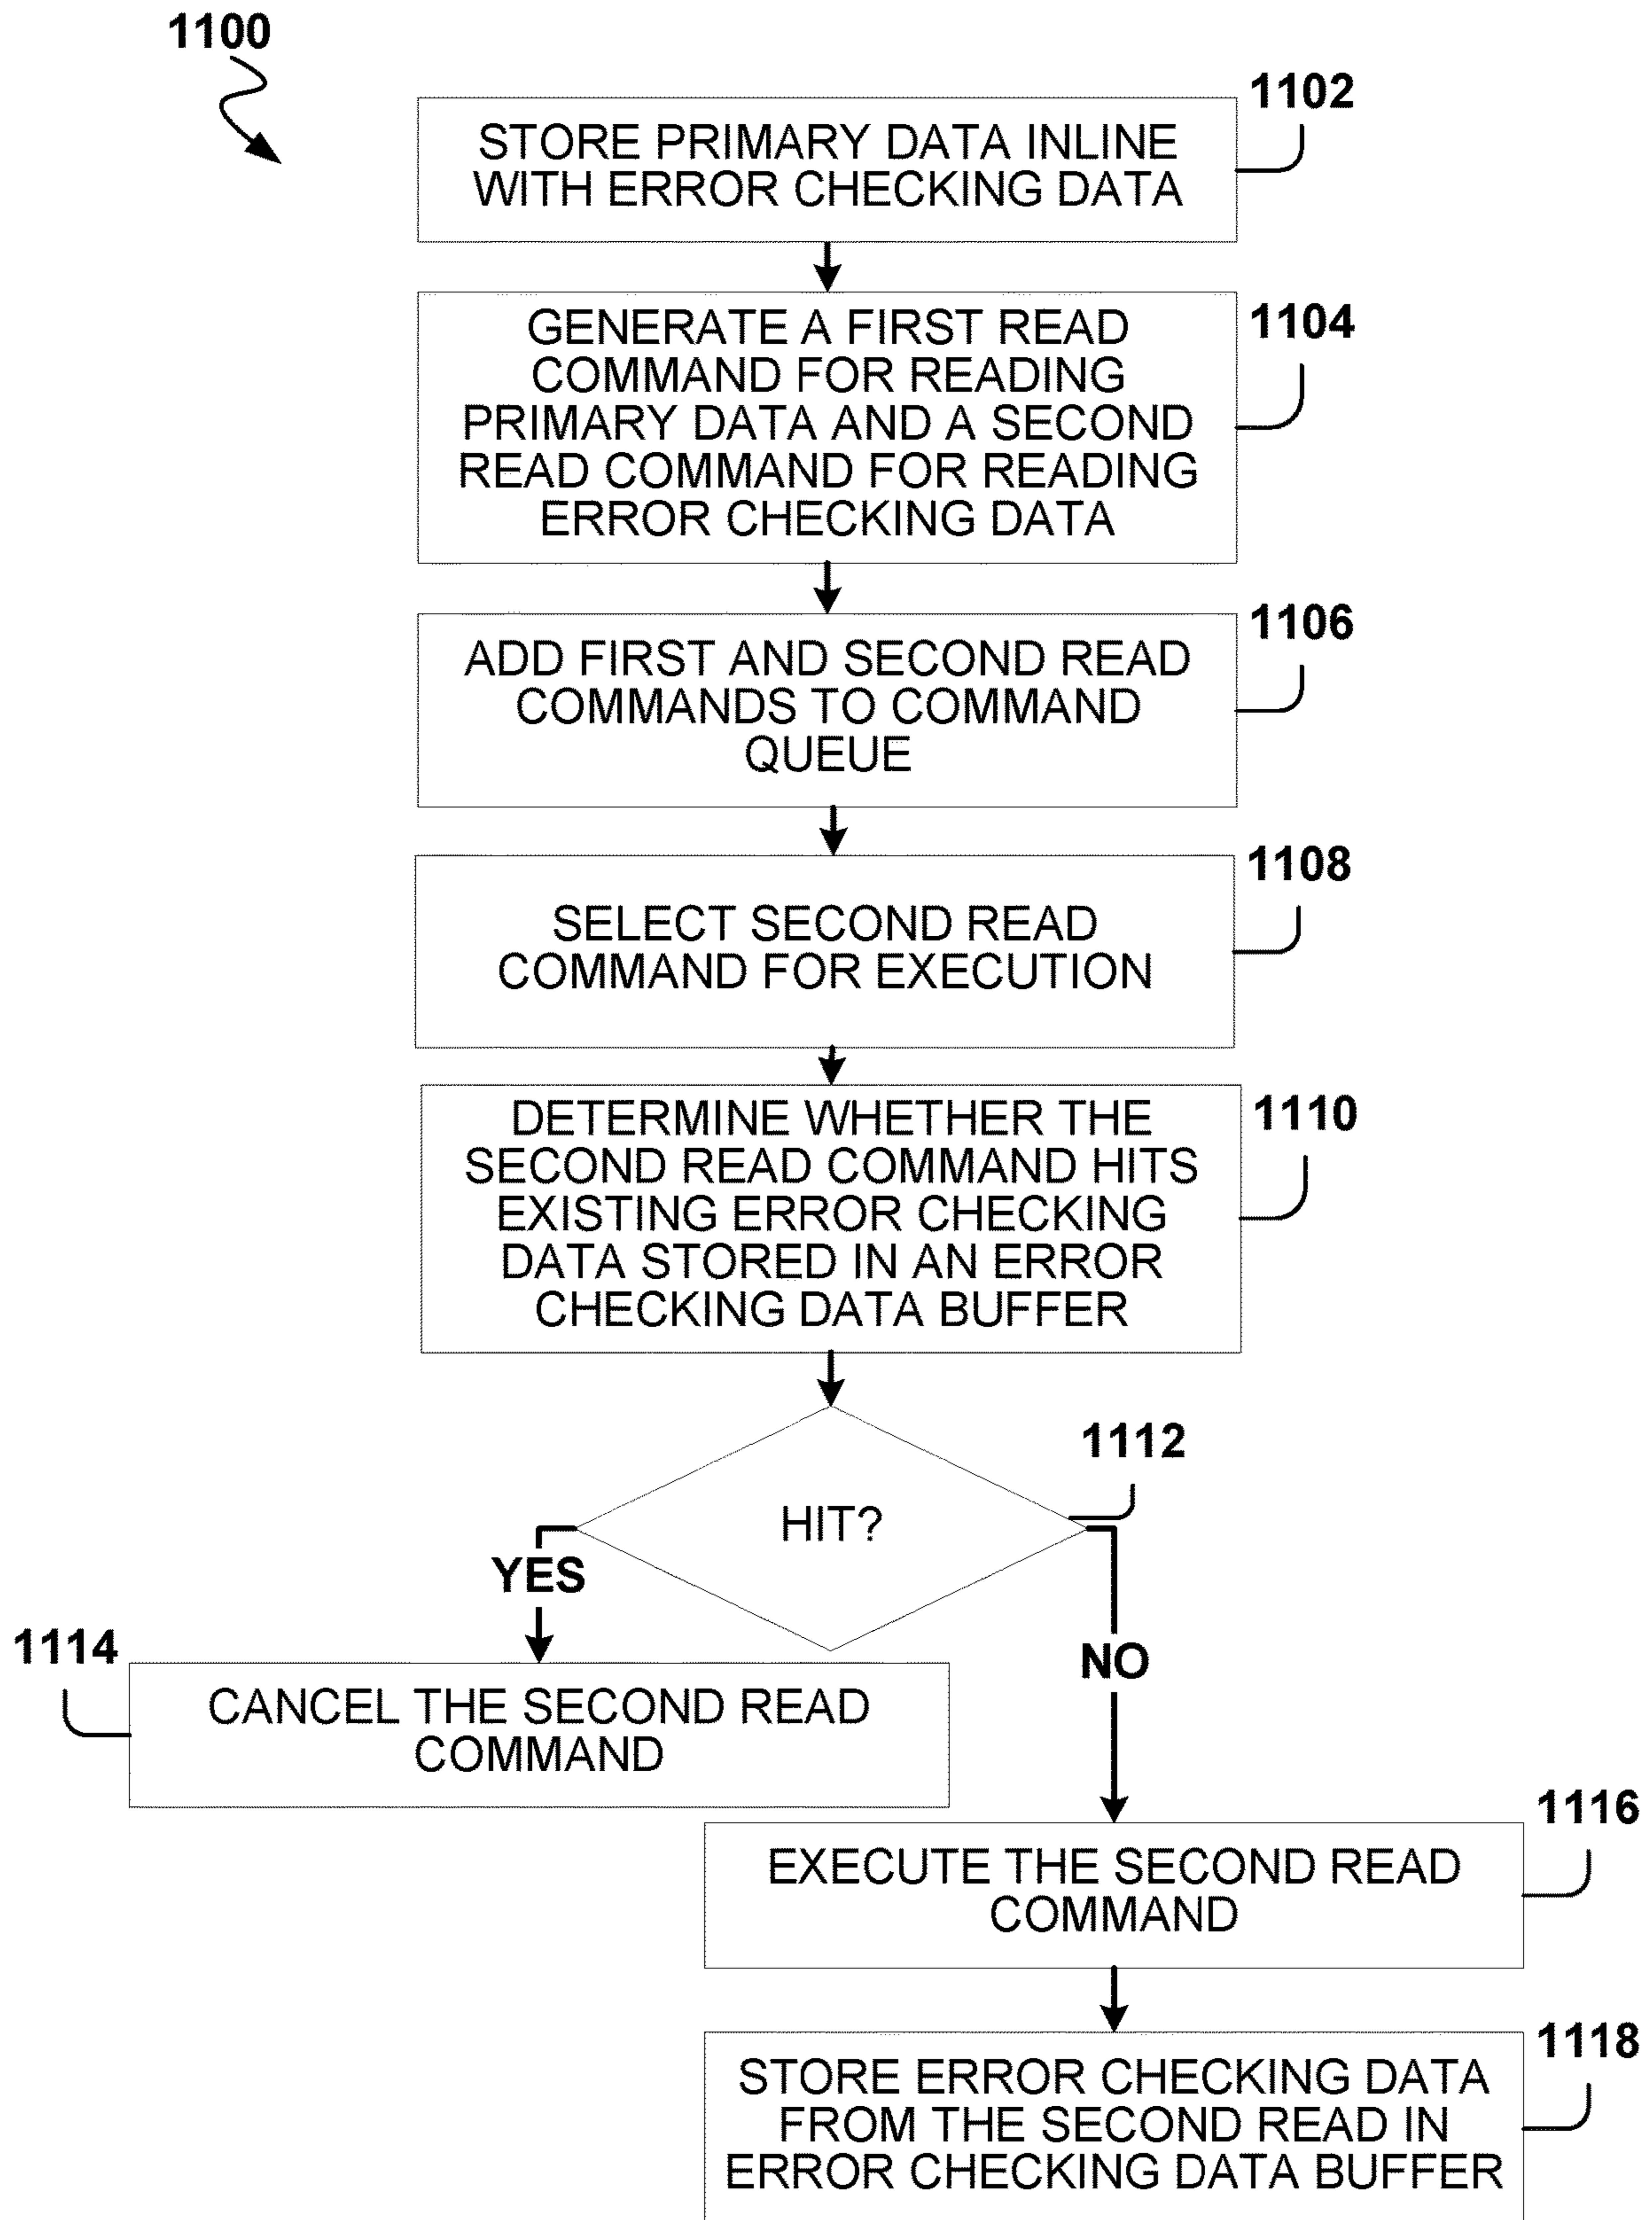 1100
1102
STORE PRIMARY DATA INLINE
WITH ERROR CHECKING DATA
1104
GENERATE A FIRST READ
COMMAND FOR READING
PRIMARY DATA AND A SECOND
READ COMMAND FOR READING
ERROR CHECKING DATA
1106
ADD FIRST AND SECOND READ
COMMANDS TO COMMAND
QUEUE
1108
SELECT SECOND READ
COMMAND FOR EXECUTION
1110
DETERMINE WHETHER THE
SECOND READ COMMAND HITS
EXISTING ERROR CHECKING
DATA STORED IN AN ERROR
CHECKING DATA BUFFER
1112
HIT?
YES
NO
1114
CANCEL THE SECOND READ
COMMAND
1116
EXECUTE THE SECOND READ
COMMAND
1118
STORE ERROR CHECKING DATA
FROM THE SECOND READ IN
ERROR CHECKING DATA BUFFER